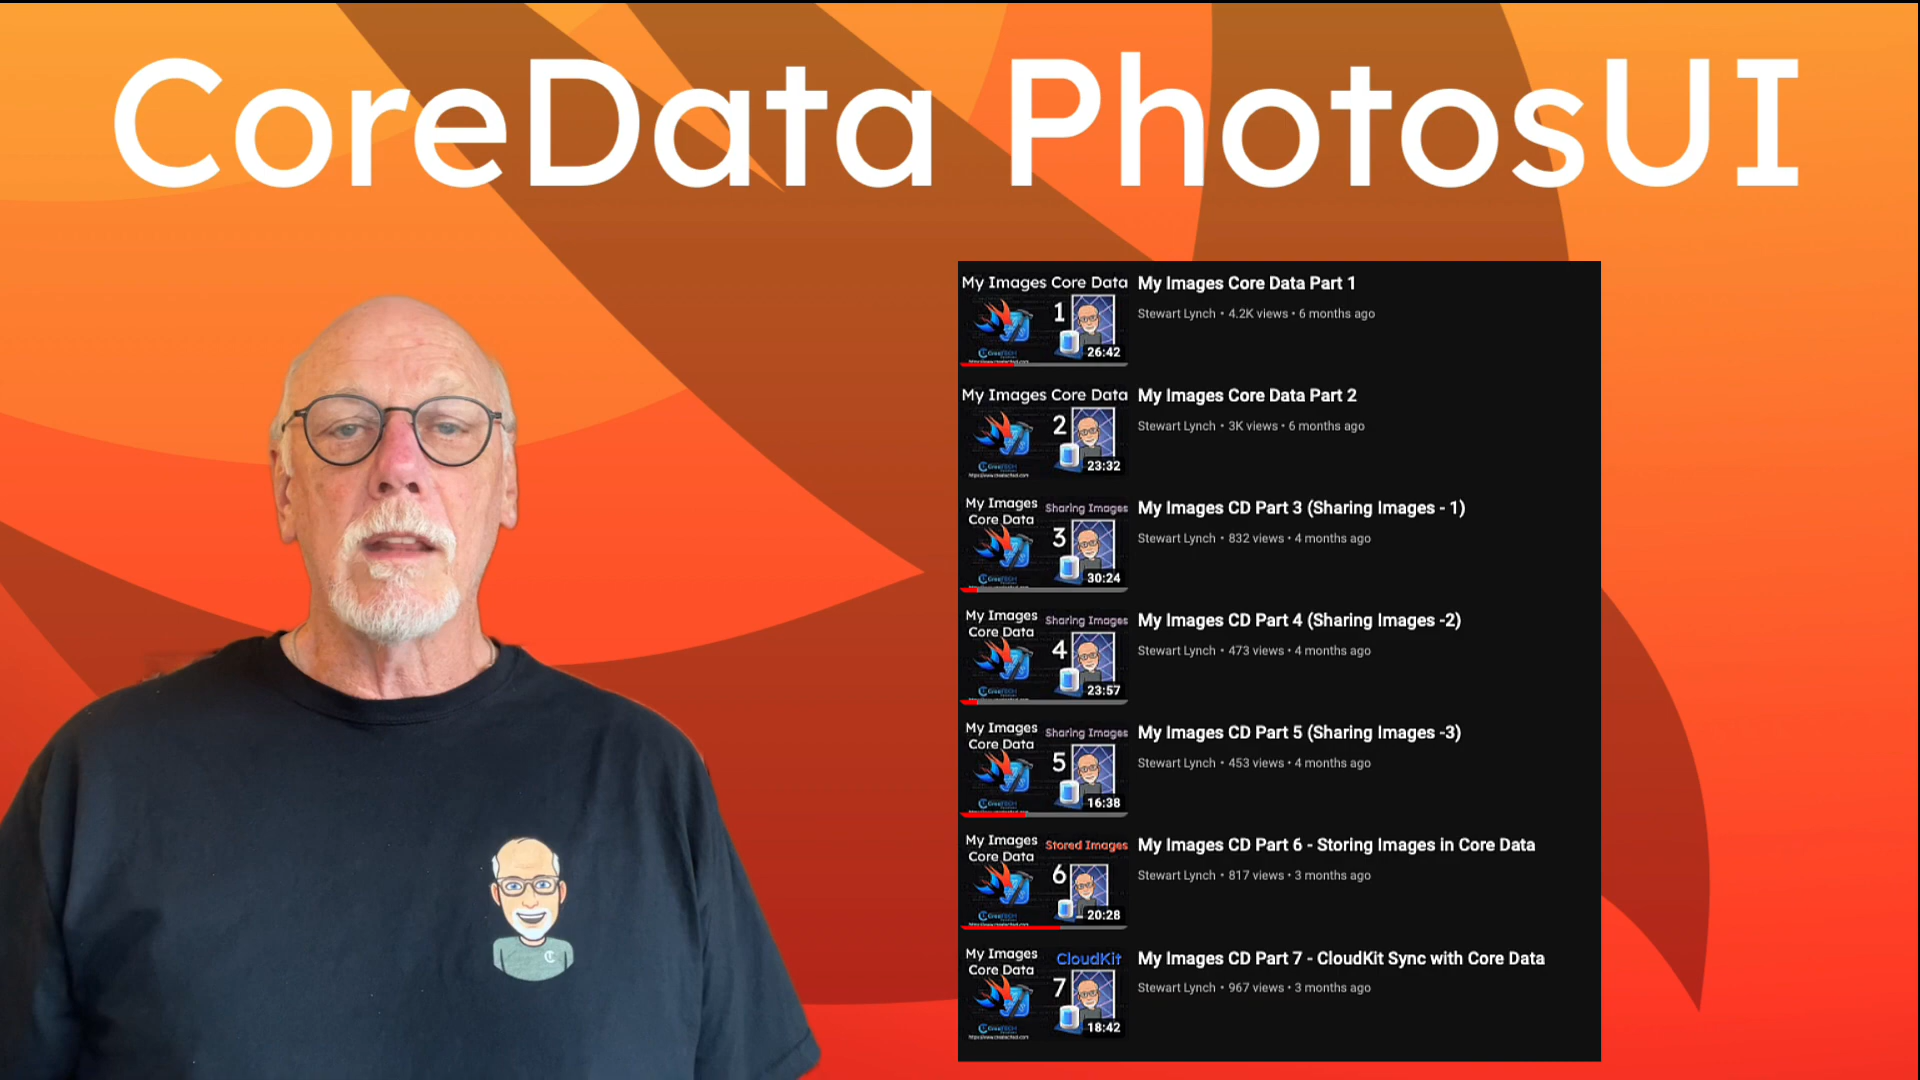 CoreData PhotosUI
My Images Core Data
1
26:42
My Images Core Data Part 1
Stewart Lynch • 4.2K views • 6 months ago
My Images Core Data
2
23:32
My Images Core Data Part 2
Stewart Lynch • 3K views • 6 months ago
My Images
Core Data
Sharing Images
3
30:24
My Images CD Part 3 (Sharing Images - 1)
Stewart Lynch • 832 views • 4 months ago
My Images
Core Data
Sharing Images
4
23:57
My Images CD Part 4 (Sharing Images -2)
Stewart Lynch • 473 views • 4 months ago
My Images
Core Data
Sharing Images
5
16:38
My Images CD Part 5 (Sharing Images -3)
Stewart Lynch • 453 views • 4 months ago
My Images
Core Data
Stored Images
6
20:28
My Images CD Part 6 - Storing Images in Core Data
Stewart Lynch • 817 views • 3 months ago
My Images
Core Data
CloudKit
7
18:42
My Images CD Part 7 - CloudKit Sync with Core Data
Stewart Lynch • 967 views • 3 months ago